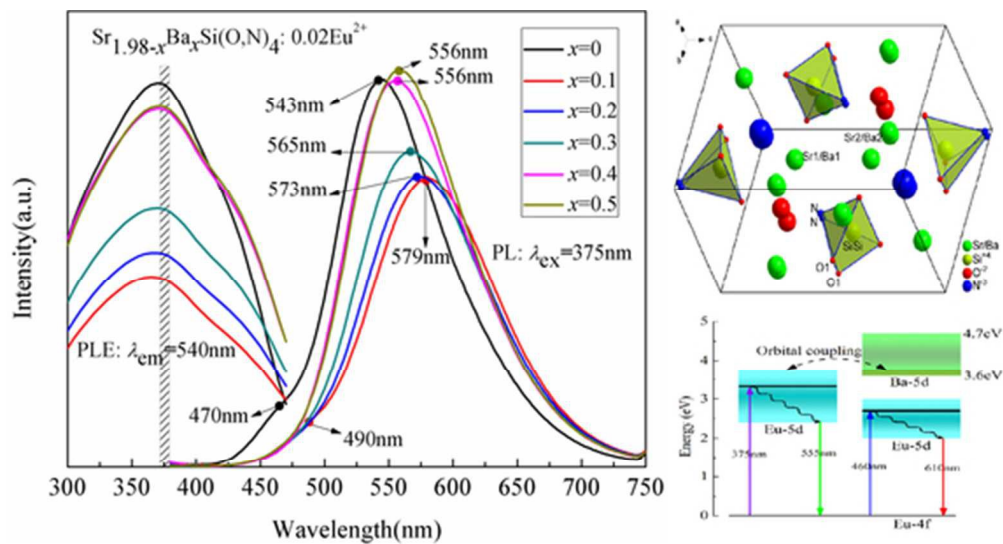 Sr1.98-xBaxSi(O,N)4: 0.02Eu2+
x=0
x=0.1
x=0.2
x=0.3
x=0.4
x=0.5
556nm
556nm
543nm
565nm
573nm
579nm
PL: λex=375nm
PLE: λem=540nm
470nm
490nm
Intensity(a.u.)
300 350 400 450 500 550 600 650 700 750
Wavelength(nm)
Sr2/Ba2
Sr1/Ba1
N
N
SiSi
O1
O1
Sr/Ba
Si+4
O-2
N-3
5
4
3
2
1
0
Energy (eV)
Orbital coupling
4.7eV
3.6eV
Ba-5d
Eu-5d
Eu-5d
375nm
555nm
460nm
610nm
Eu-4f